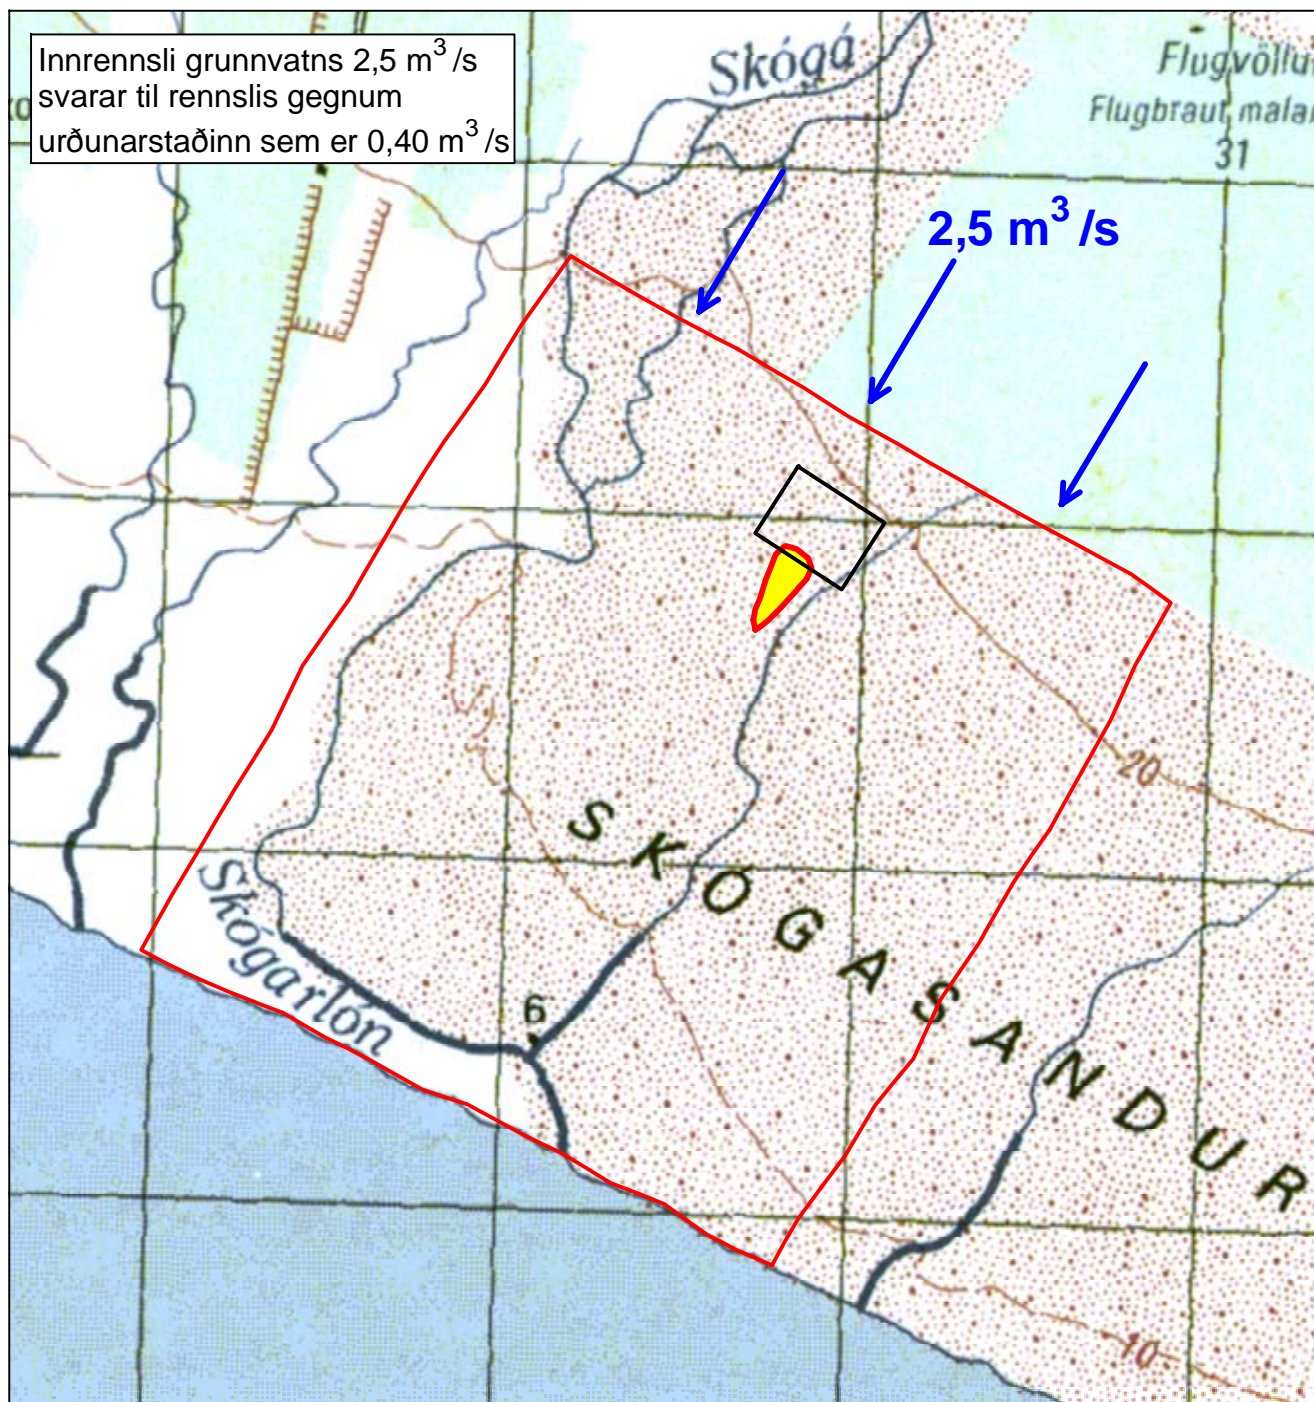 Innrennsli grunnvatns 2,5 m³/s
svarar til rennslis gegnum
urðunarstaðinn sem er 0,40 m³/s
Skógá
Flugvöllu
Flugbraut malar
31
2,5 m³/s
20
SKÓGASANDUR
Skógarlón
6
10